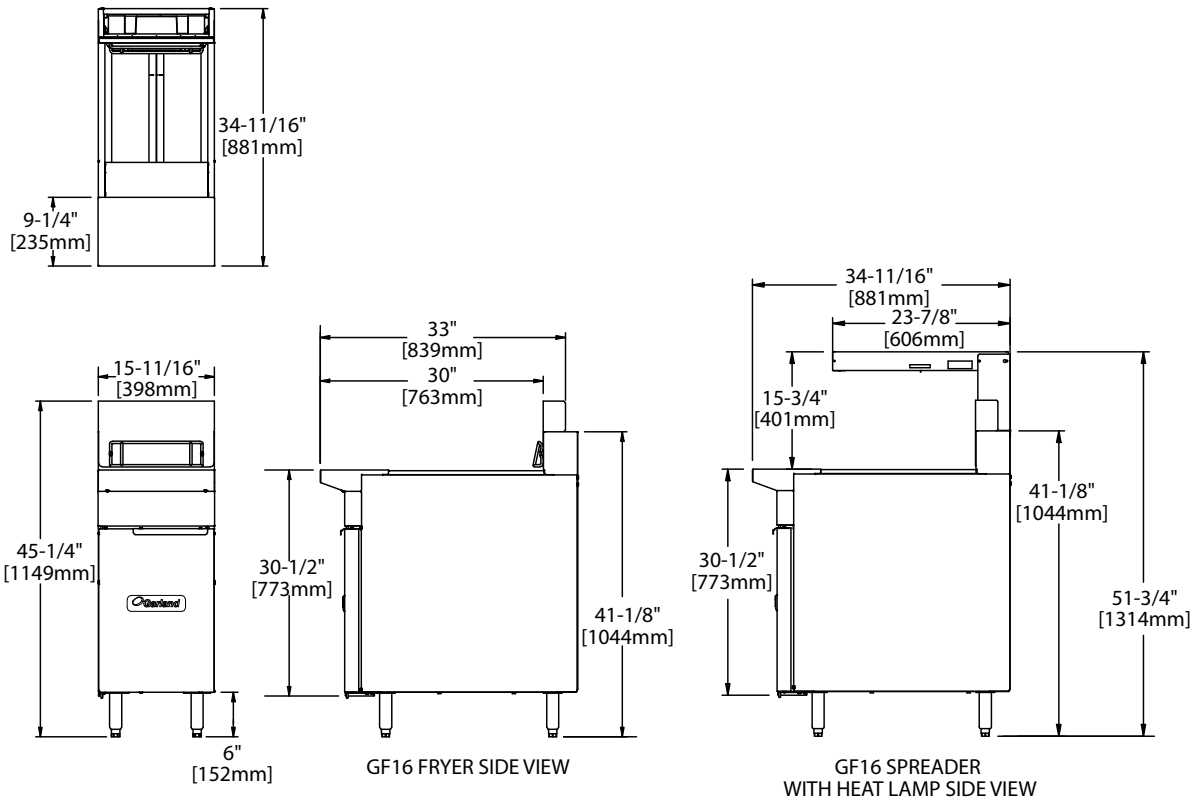 34-11/16"
[881mm]
9-1/4"
[235mm]
15-11/16"
[398mm]
45-1/4"
[1149mm]
Garland
6"
[152mm]
33"
[839mm]
30"
[763mm]
30-1/2"
[773mm]
41-1/8"
[1044mm]
GF16 FRYER SIDE VIEW
34-11/16"
[881mm]
23-7/8"
[606mm]
15-3/4"
[401mm]
30-1/2"
[773mm]
41-1/8"
[1044mm]
51-3/4"
[1314mm]
GF16 SPREADER
WITH HEAT LAMP SIDE VIEW